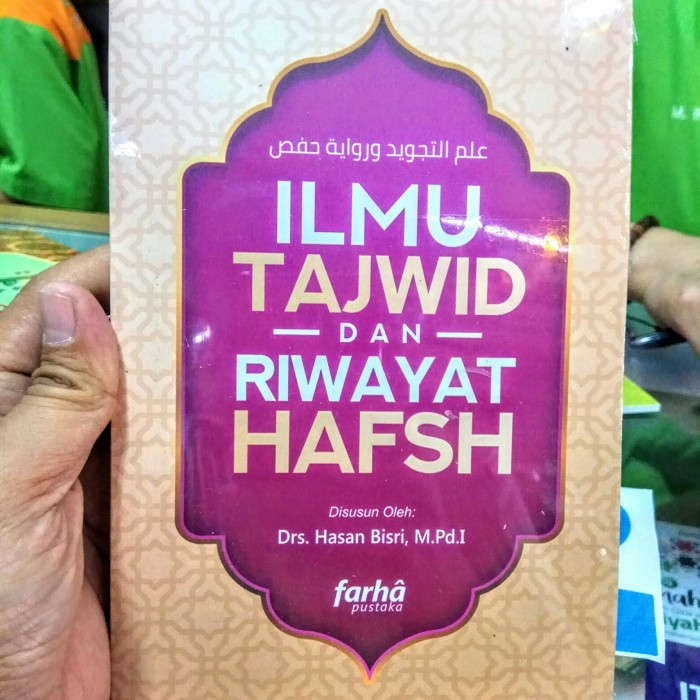 علم التجويد ورواية حفص
ILMU
TAJWID
DAN
RIWAYAT
HAFSH
Disusun Oleh:
Drs. Hasan Bisri, M.Pd.I
farhâ
pustaka